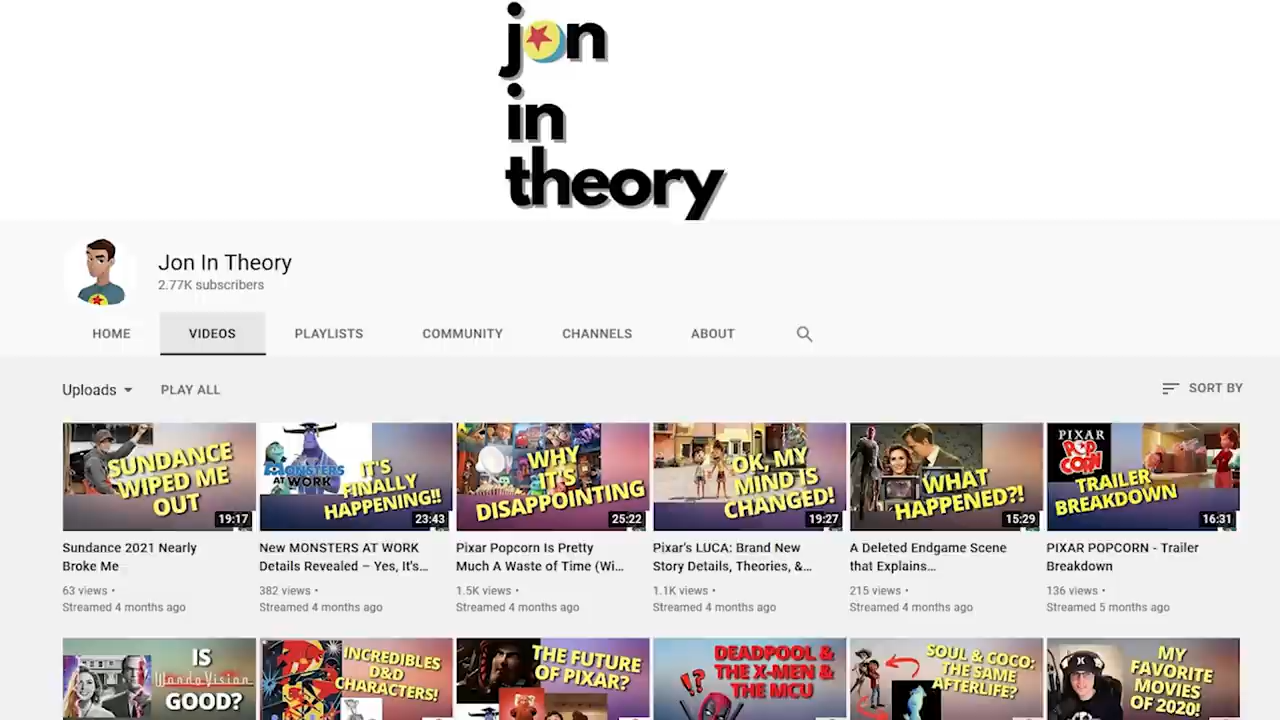 jon
in
theory
Jon In Theory
2.77K subscribers
HOME VIDEOS PLAYLISTS COMMUNITY CHANNELS ABOUT
Uploads PLAY ALL SORT BY
SUNDANCE
WIPED ME
OUT
19:17
MONSTERS
AT WORK
IT'S
FINALLY
HAPPENING!!
23:43
WHY
IT'S
DISAPPOINTING
25:22
OK, MY
MIND IS
CHANGED!
19:27
WHAT
HAPPENED?!
15:29
PIXAR
POP
CORN
TRAILER
BREAKDOWN
16:31
Sundance 2021 Nearly
Broke Me
63 views •
Streamed 4 months ago
New MONSTERS AT WORK
Details Revealed – Yes, It's...
382 views •
Streamed 4 months ago
Pixar Popcorn Is Pretty
Much A Waste of Time (Wi...
1.5K views •
Streamed 4 months ago
Pixar's LUCA: Brand New
Story Details, Theories, &...
1.1K views •
Streamed 4 months ago
A Deleted Endgame Scene
that Explains...
215 views •
Streamed 4 months ago
PIXAR POPCORN - Trailer
Breakdown
136 views •
Streamed 5 months ago
IS
WandaVision
GOOD?
INCREDIBLES
D&D
CHARACTERS!
THE FUTURE
OF PIXAR?
!?
DEADPOOL &
THE X-MEN &
THE MCU
SOUL & COCO:
THE SAME
AFTERLIFE?
MY
FAVORITE
MOVIES
OF 2020!